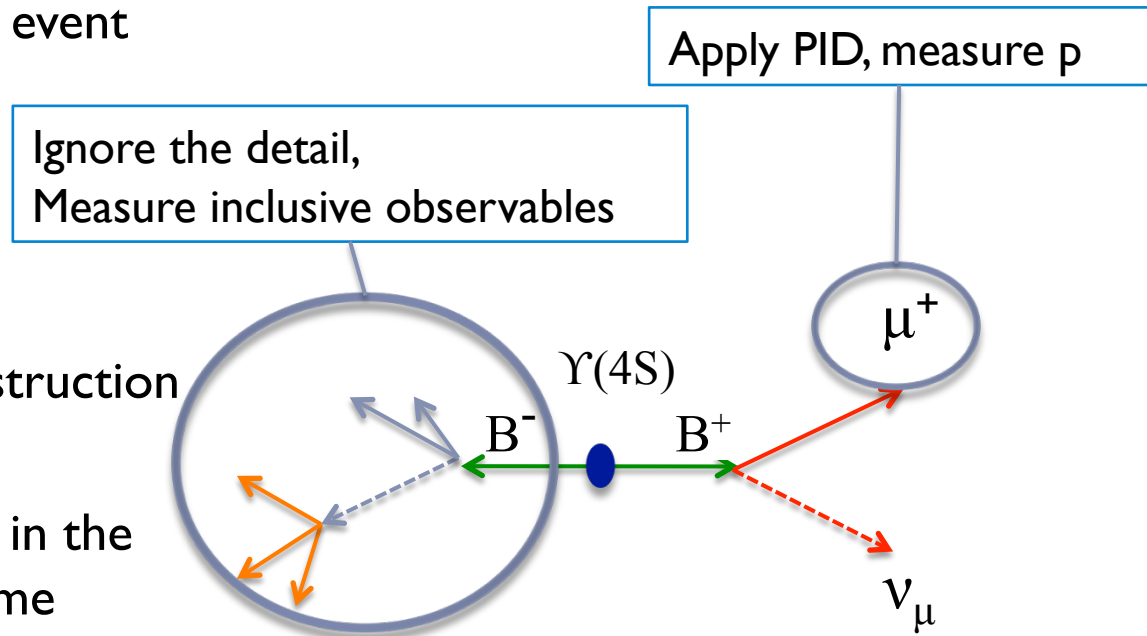 event
Apply PID, measure p
Ignore the detail,
Measure inclusive observables
μ⁺
ϒ(4S)
struction
B⁻
B⁺
in the
me
ν_μ